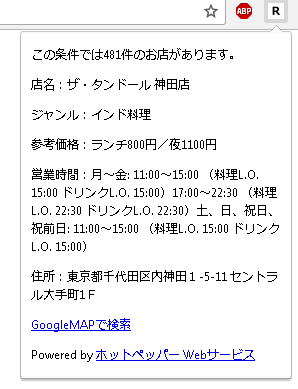 ABP
R
この条件では481件のお店があります。
店名：ザ・タンドール 神田店
ジャンル：インド料理
参考価格：ランチ800円／夜1100円
営業時間：月～金: 11:00～15:00 （料理L.O.
15:00 ドリンクL.O. 15:00）17:00～22:30 （料理
L.O. 22:30 ドリンクL.O. 22:30）土、日、祝日、
祝前日: 11:00～15:00 （料理L.O. 15:00 ドリンク
L.O. 15:00）
住所：東京都千代田区内神田１-5-11 セントラ
ル大手町1Ｆ
GoogleMAPで検索
Powered by ホットペッパー Webサービス